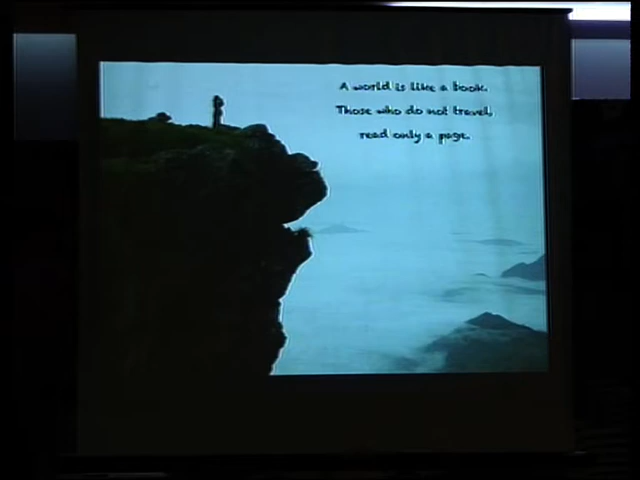 A world is like a book.
Those who do not travel,
read only a page.